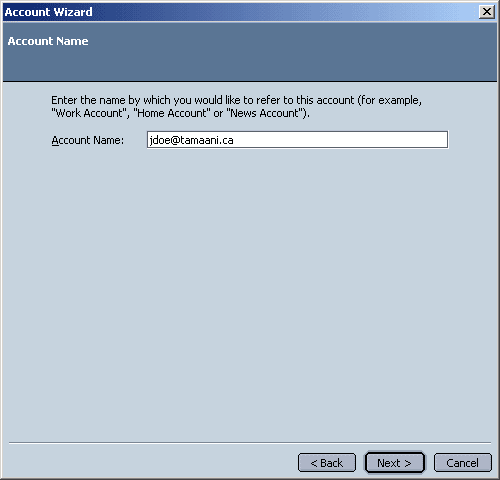 Account Wizard
Account Name
Enter the name by which you would like to refer to this account (for example,
"Work Account", "Home Account" or "News Account").
Account Name: jdoe@tamaani.ca
< Back Next > Cancel